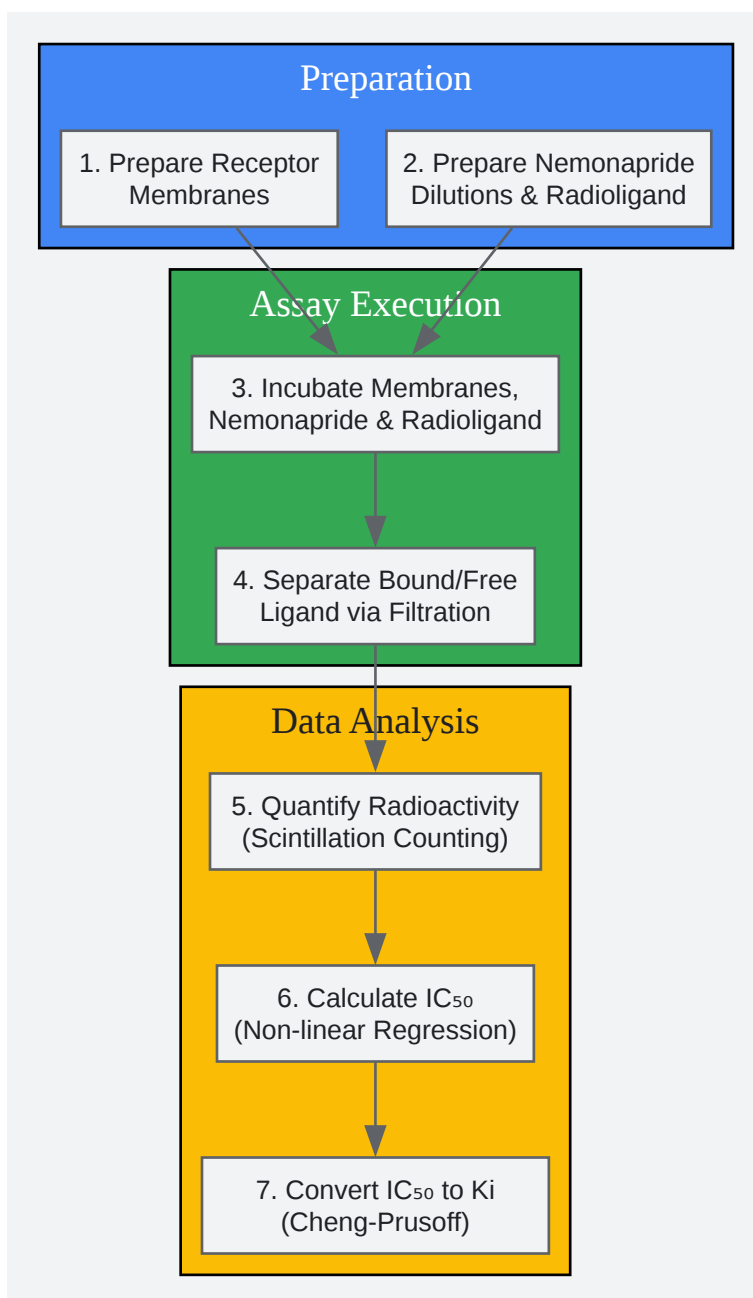 Preparation
1. Prepare Receptor
Membranes
2. Prepare Nemonapride
Dilutions & Radioligand
Assay Execution
3. Incubate Membranes,
Nemonapride & Radioligand
4. Separate Bound/Free
Ligand via Filtration
Data Analysis
5. Quantify Radioactivity
(Scintillation Counting)
6. Calculate IC₅₀
(Non-linear Regression)
7. Convert IC₅₀ to Ki
(Cheng-Prusoff)